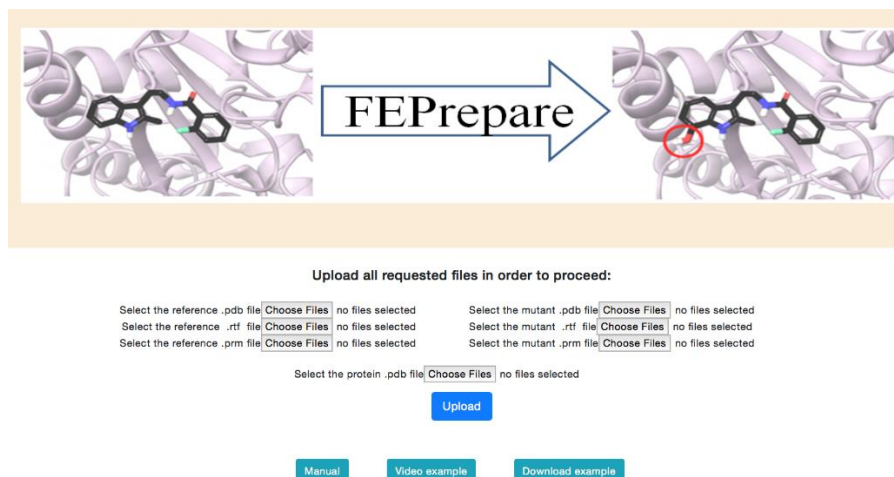 FEPrepare
Upload all requested files in order to proceed:
Select the reference .pdb file Choose Files no files selected
Select the reference .rtf file Choose Files no files selected
Select the reference .prm file Choose Files no files selected
Select the mutant .pdb file Choose Files no files selected
Select the mutant .rtf file Choose Files no files selected
Select the mutant .prm file Choose Files no files selected
Select the protein .pdb file Choose Files no files selected
Upload
Manual Video example Download example